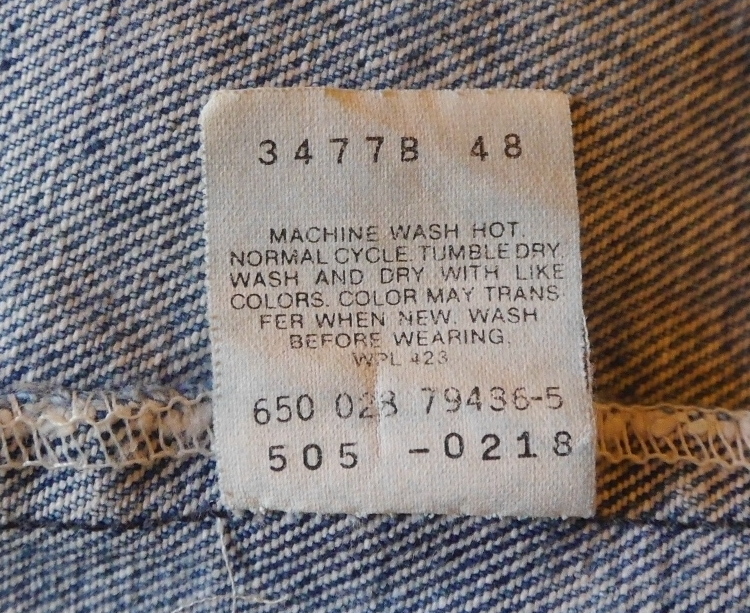 3477B 48
MACHINE WASH HOT.
NORMAL CYCLE. TUMBLE DRY.
WASH AND DRY WITH LIKE
COLORS. COLOR MAY TRANS-
FER WHEN NEW. WASH
BEFORE WEARING.
WPL 423
650 028 79436-5
505 -0218